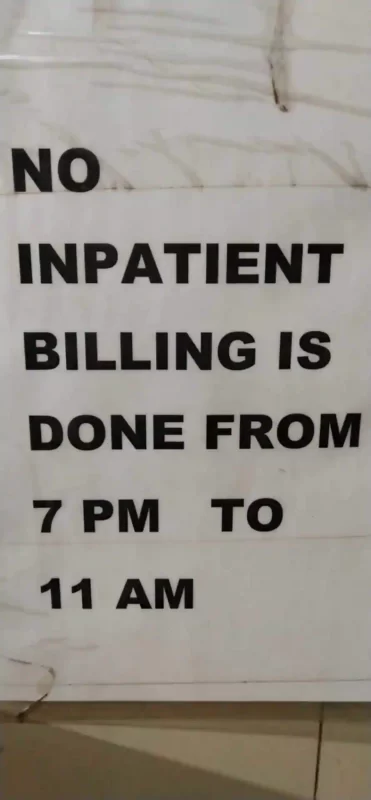 NO
INPATIENT
BILLING IS
DONE FROM
7 PM TO
11 AM